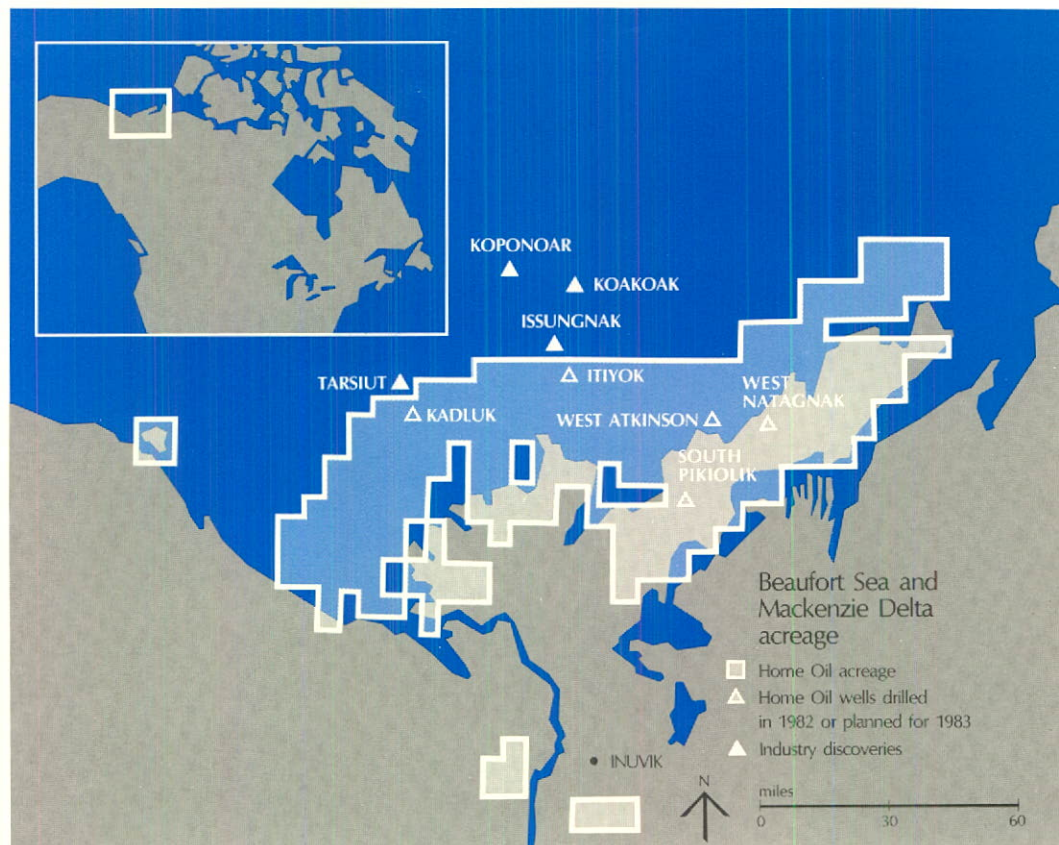 KOPONOAR
KOAKOAK
ISSUNGNAK
TARSIUT
ITIYOK
KADLUK
WEST ATKINSON
WEST
NATAGNAK
SOUTH
PIKIOLIK
Beaufort Sea and
Mackenzie Delta
acreage
Home Oil acreage
Home Oil wells drilled
in 1982 or planned for 1983
Industry discoveries
INUVIK
N
miles
0 30 60